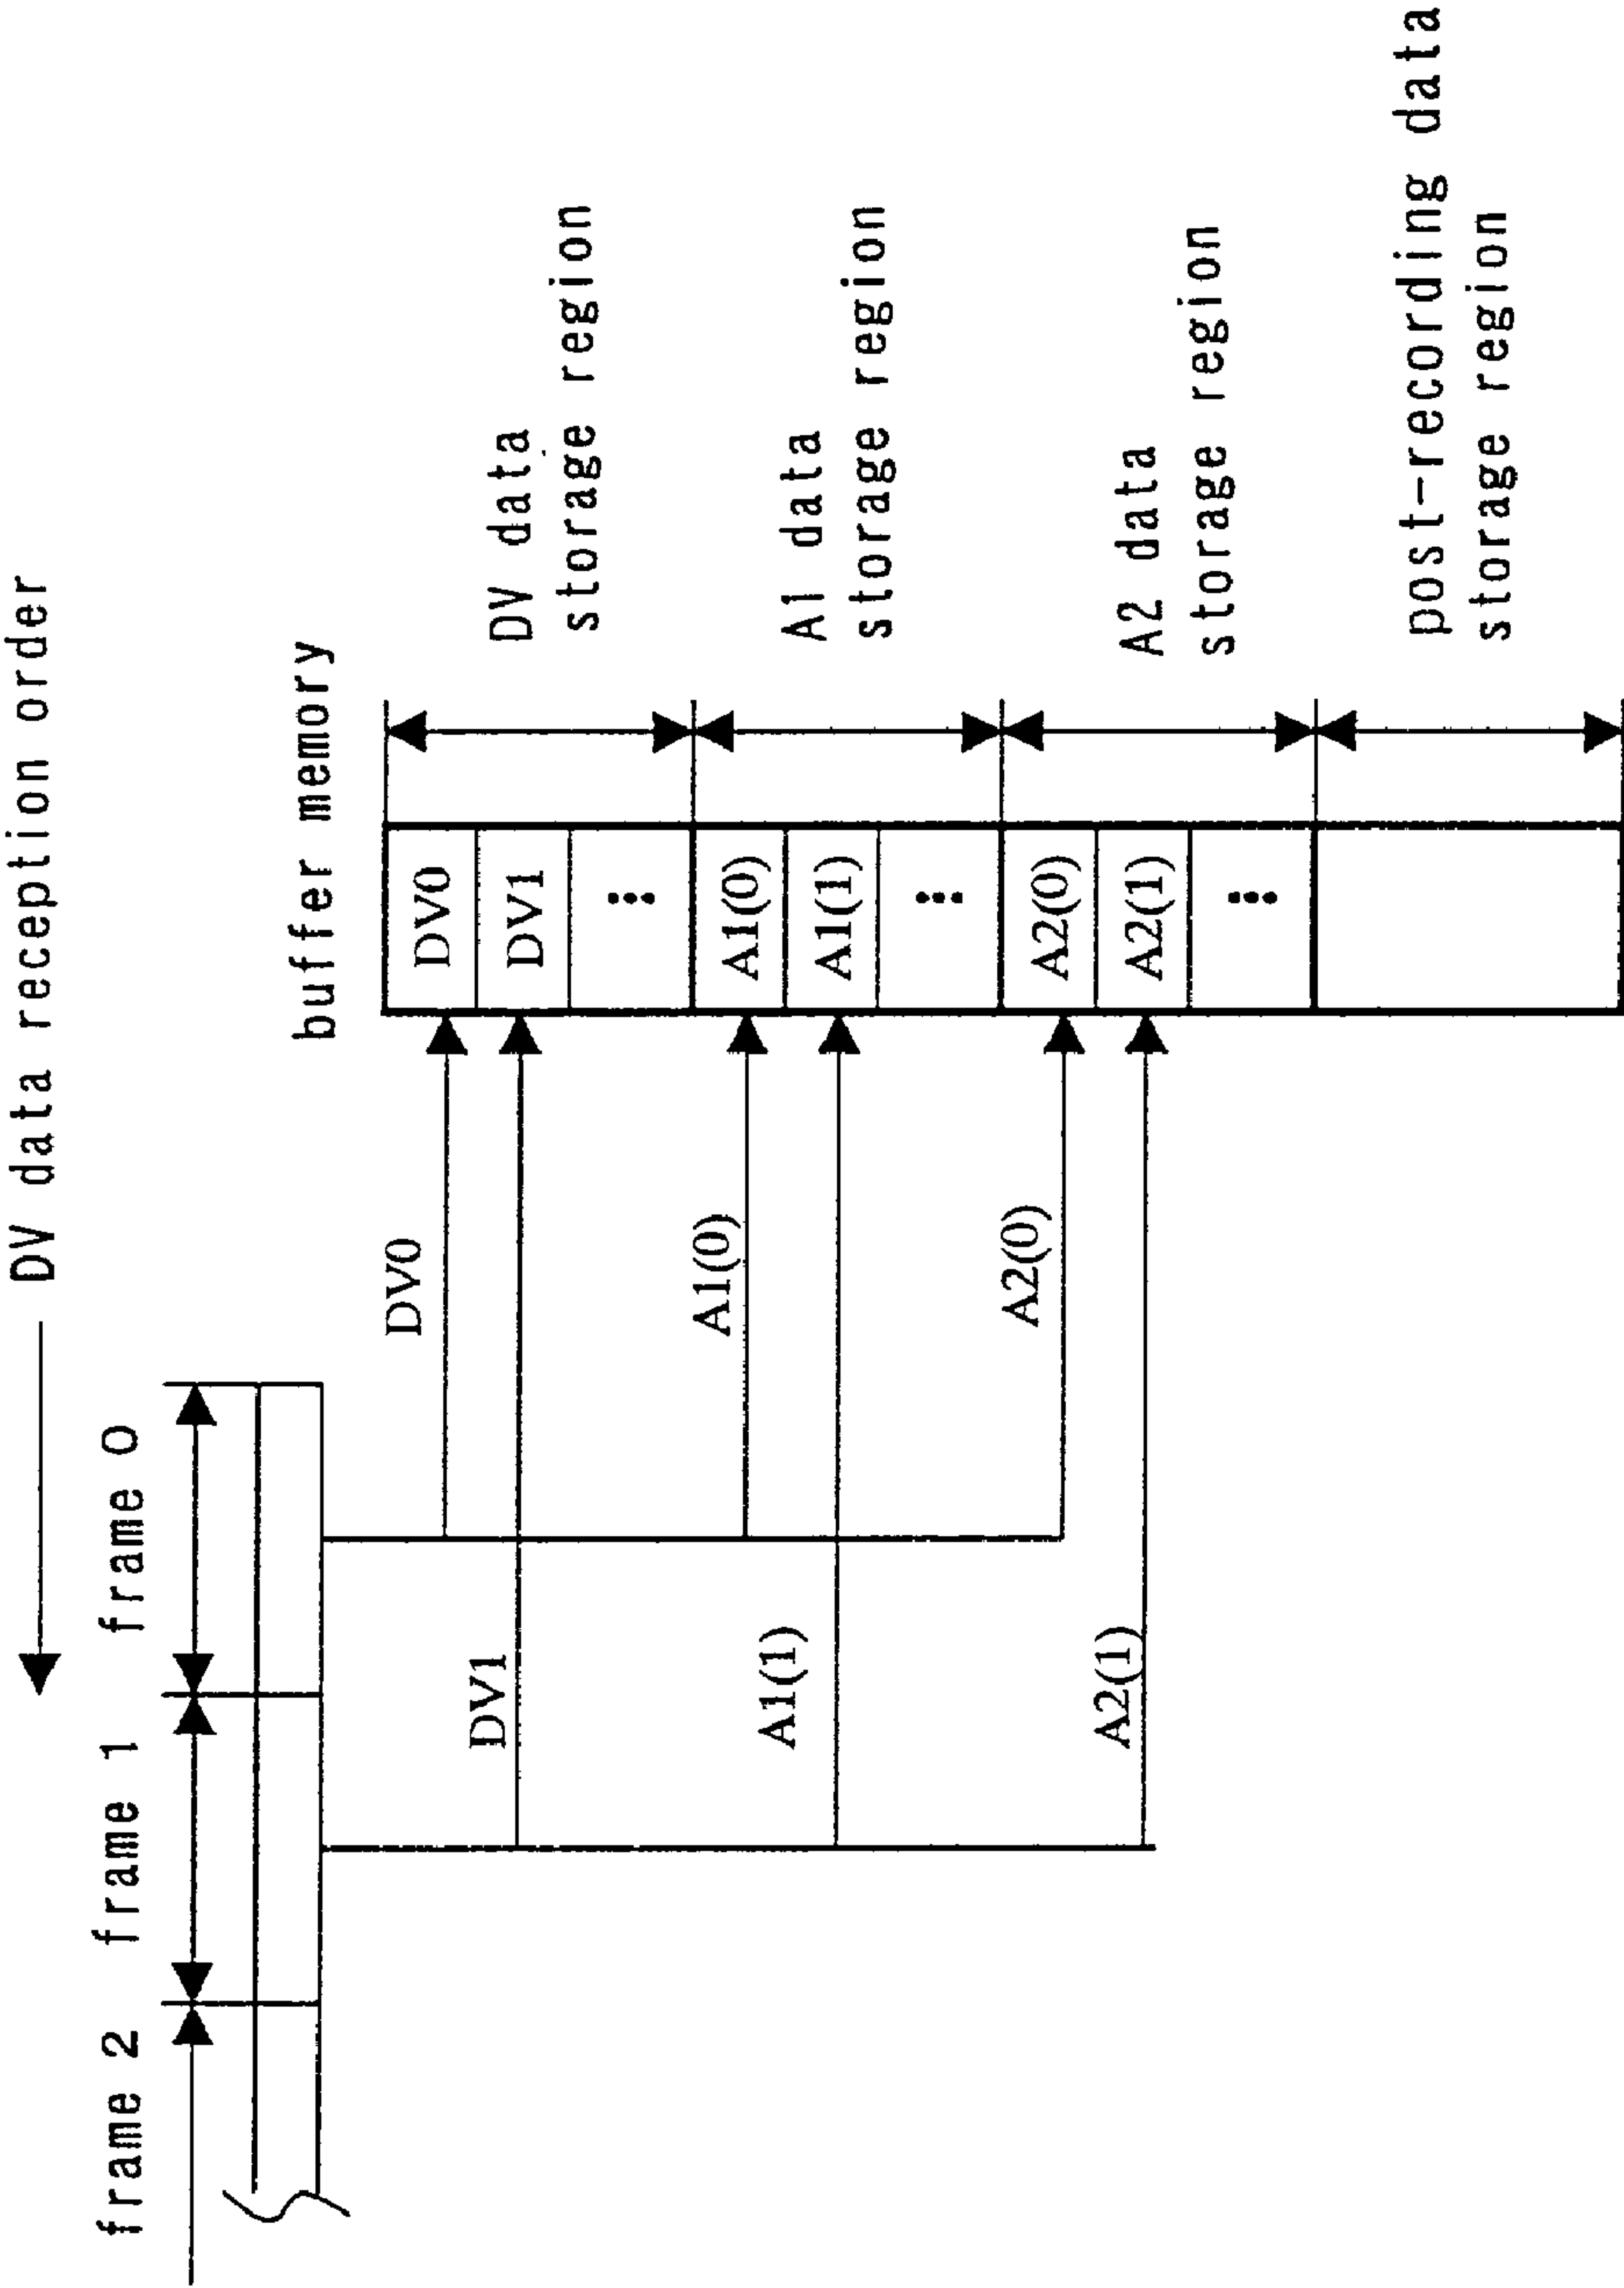 DV data reception order
frame 2
frame 1
frame 0
buffer memory
DV0
DV1
A1(0)
A1(1)
A2(0)
A2(1)
DV0
DV1
⋮
A1(0)
A1(1)
⋮
A2(0)
A2(1)
⋮
DV data
storage region
A1 data
storage region
A2 data
storage region
post-recording data
storage region